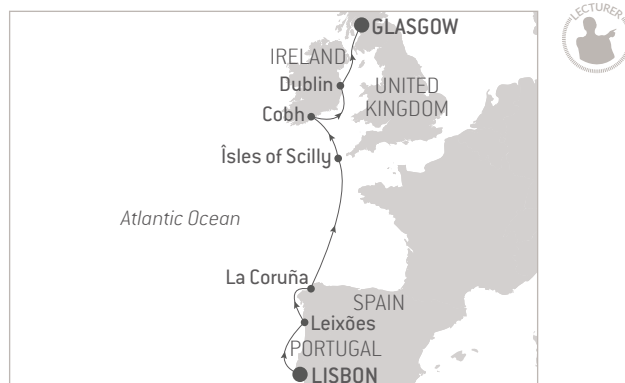 LECTURER
GLASGOW
IRELAND
Dublin
UNITED
KINGDOM
Cobh
Îsles of Scilly
Atlantic Ocean
La Coruña
SPAIN
Leixões
PORTUGAL
LISBON